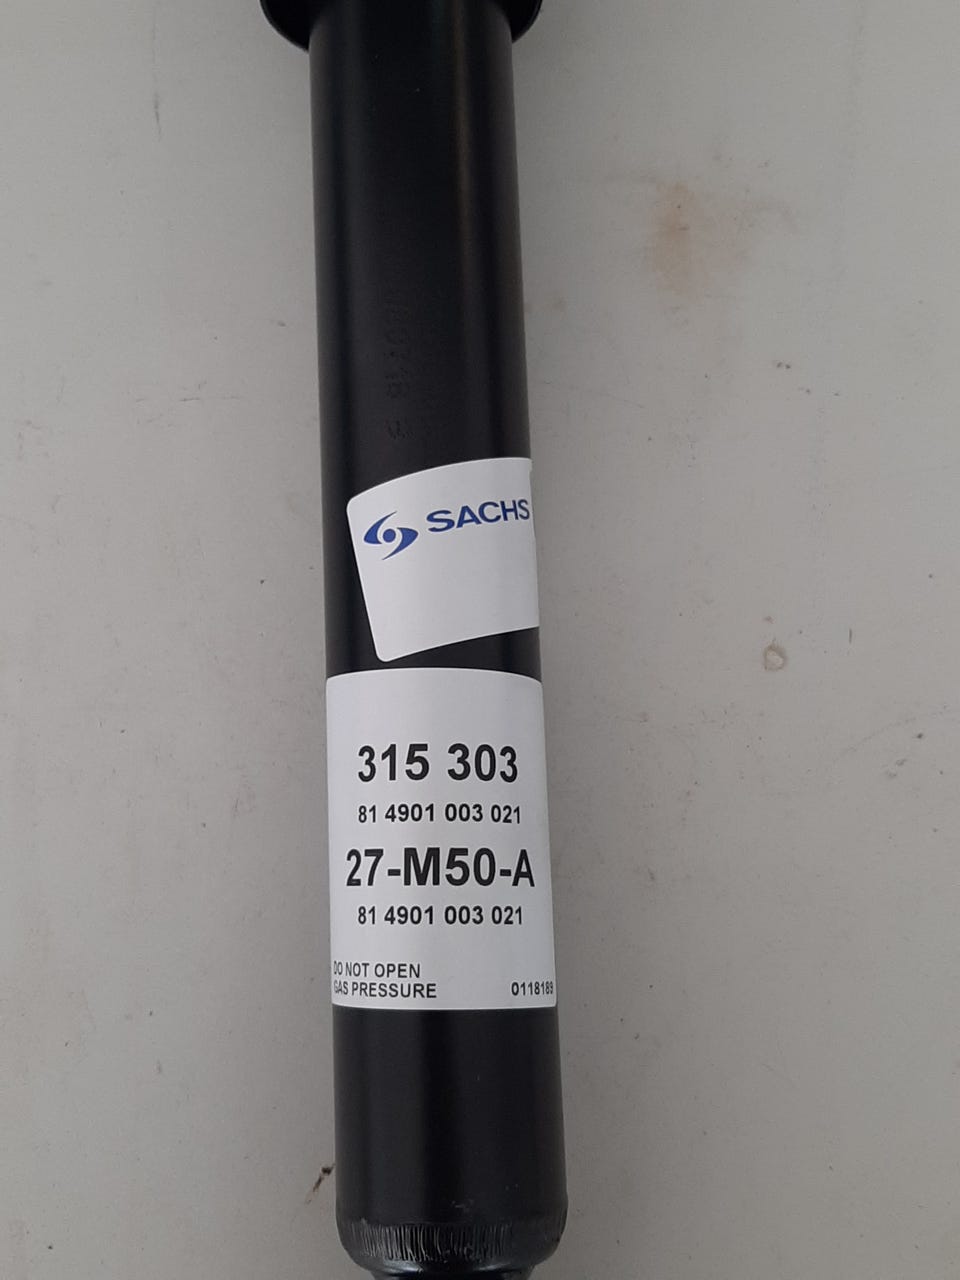 SACHS
315 303
81 4901 003 021
27-M50-A
81 4901 003 021
DO NOT OPEN
GAS PRESSURE
0118189